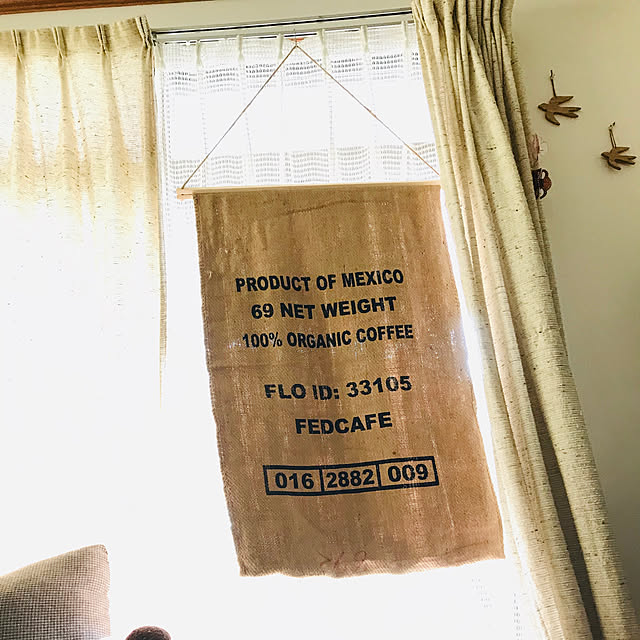 PRODUCT OF MEXICO
69 NET WEIGHT
100% ORGANIC COFFEE
FLO ID: 33105
FEDCAFE
016 2882 009